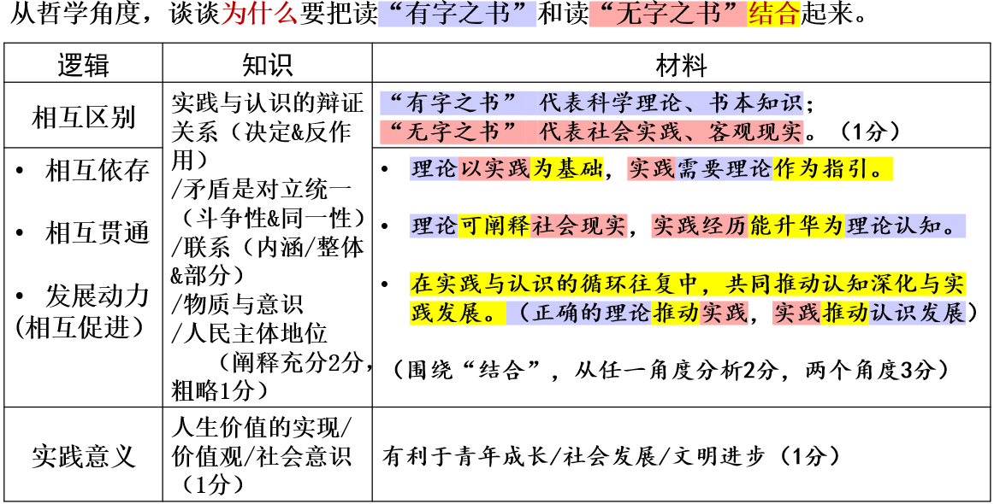 从哲学角度，谈谈为什么要把读“有字之书”和读“无字之书”结合起来。
逻辑
知识
材料
相互区别
实践与认识的辩证
关系（决定&反作
用）
/矛盾是对立统一
（斗争性&同一性）
/联系（内涵/整体
&部分）
/物质与意识
/人民主体地位
（阐释充分2分，
粗略1分）
“有字之书” 代表科学理论、书本知识；
“无字之书” 代表社会实践、客观现实。（1分）
• 相互依存
• 相互贯通
• 发展动力
(相互促进）
• 理论以实践为基础，实践需要理论作为指引。
• 理论可阐释社会现实，实践经历能升华为理论认知。
• 在实践与认识的循环往复中，共同推动认知深化与实
践发展。（正确的理论推动实践，实践推动认识发展）
（围绕“结合”，从任一角度分析2分，两个角度3分）
实践意义
人生价值的实现/
价值观/社会意识
（1分）
有利于青年成长/社会发展/文明进步（1分）